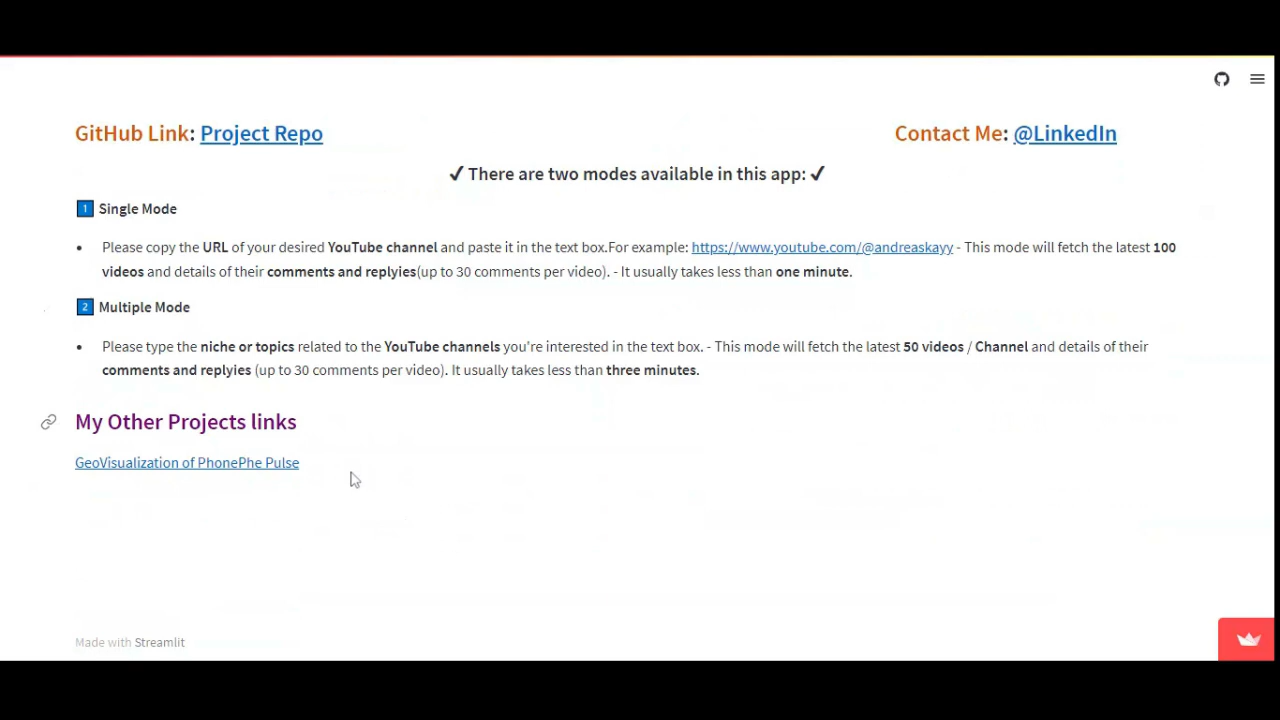 GitHub Link: Project Repo
Contact Me: @LinkedIn
✔ There are two modes available in this app: ✔
1 Single Mode
• Please copy the URL of your desired YouTube channel and paste it in the text box.For example: https://www.youtube.com/@andreaskayy - This mode will fetch the latest 100
videos and details of their comments and replyies(up to 30 comments per video). - It usually takes less than one minute.
2 Multiple Mode
• Please type the niche or topics related to the YouTube channels you're interested in the text box. - This mode will fetch the latest 50 videos / Channel and details of their
comments and replyies (up to 30 comments per video). It usually takes less than three minutes.
My Other Projects links
GeoVisualization of PhonePhe Pulse
Made with Streamlit